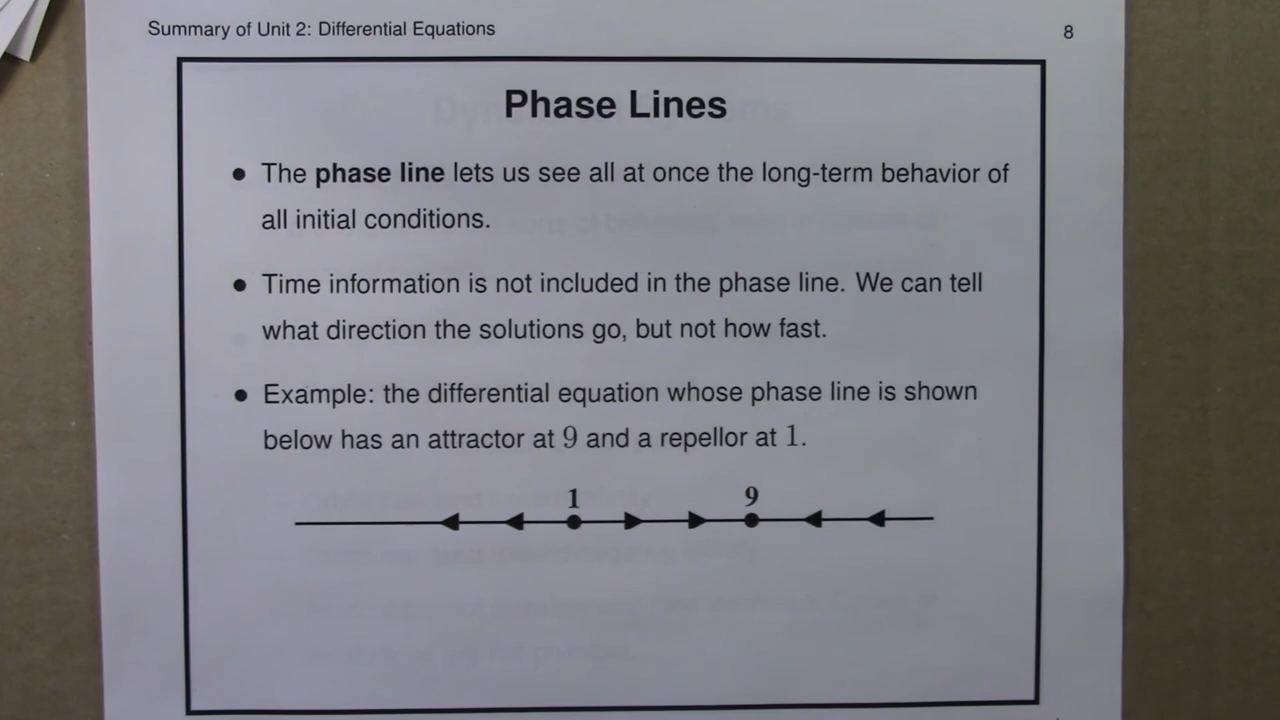 Summary of Unit 2: Differential Equations 8
Phase Lines
● The phase line lets us see all at once the long-term behavior of
all initial conditions.
● Time information is not included in the phase line. We can tell
what direction the solutions go, but not how fast.
● Example: the differential equation whose phase line is shown
below has an attractor at 9 and a repellor at 1.
1 9